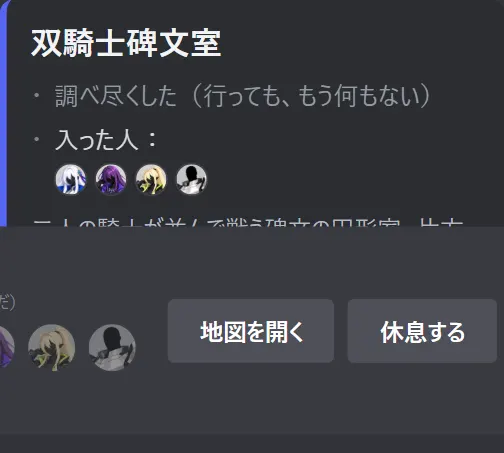 双騎士碑文室
・ 調べ尽くした（行っても、もう何もない）
・ 入った人：
だ）
地図を開く
休息する